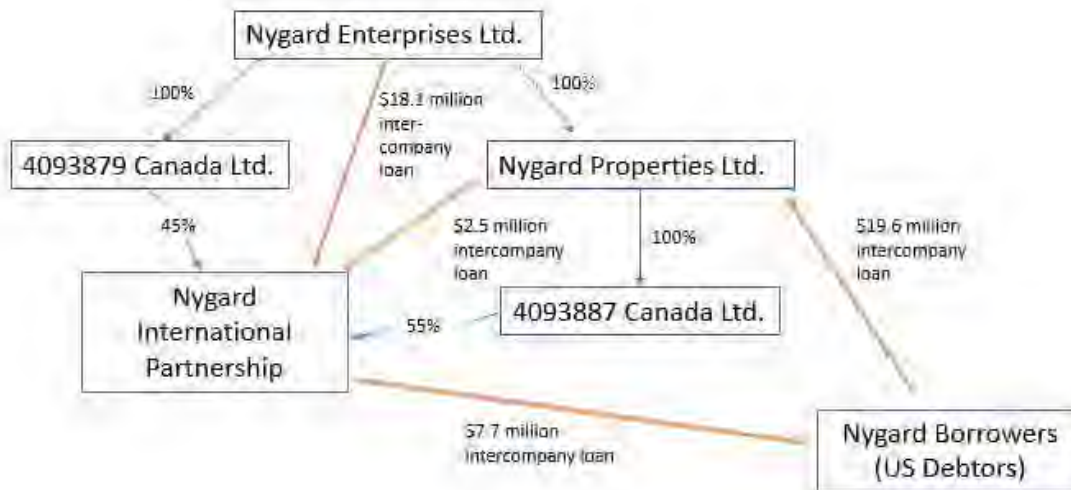 Nygard Enterprises Ltd.
100%
$18.1 million
inter-
company
loan
100%
4093879 Canada Ltd.
Nygard Properties Ltd.
45%
$2.5 million
intercompany
loan
100%
$19.6 million
intercompany
loan
Nygard
International
Partnership
55%
4093887 Canada Ltd.
$7.7 million
intercompany loan
Nygard Borrowers
(US Debtors)